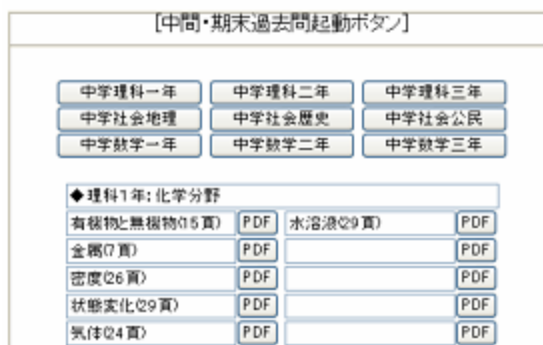 [中間・期末過去問起動ボタン]
中学理科一年 中学理科二年 中学理科三年
中学社会地理 中学社会歴史 中学社会公民
中学数学一年 中学数学二年 中学数学三年
◆理科1年:化学分野
有機物と無機物(15頁) PDF 水溶液(29頁) PDF
金属(7頁) PDF PDF
密度(26頁) PDF PDF
状態変化(29頁) PDF PDF
気体(24頁) PDF PDF